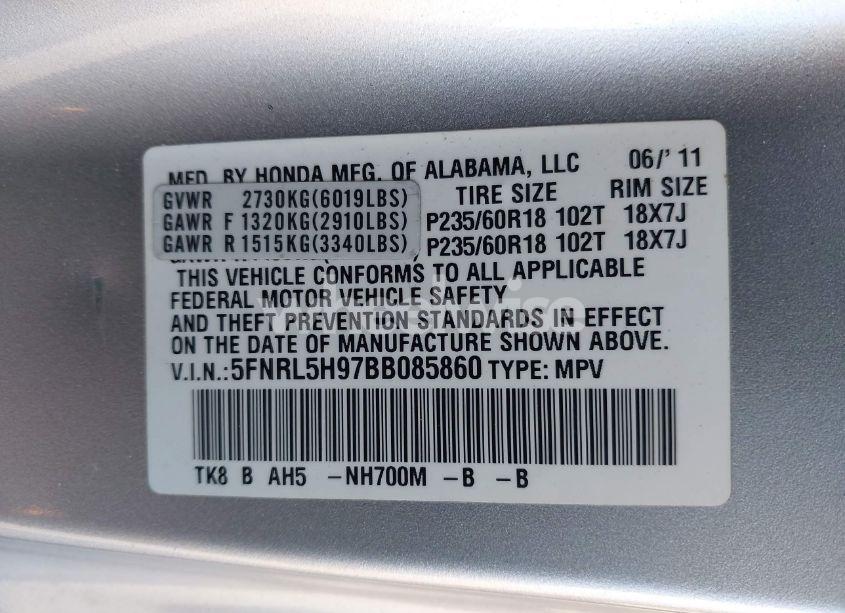 MFD. BY HONDA MFG. OF ALABAMA, LLC 06/' 11
GVWR 2730KG(6019LBS) TIRE SIZE RIM SIZE
GAWR F 1320KG(2910LBS) P235/60R18 102T 18X7J
GAWR R 1515KG(3340LBS) P235/60R18 102T 18X7J
THIS VEHICLE CONFORMS TO ALL APPLICABLE
FEDERAL MOTOR VEHICLE SAFETY
AND THEFT PREVENTION STANDARDS IN EFFECT
ON THE DATE OF MANUFACTURE SHOWN ABOVE.
V.I.N.: 5FNRL5H97BB085860 TYPE: MPV
TK8 B AH5 -NH700M -B -B